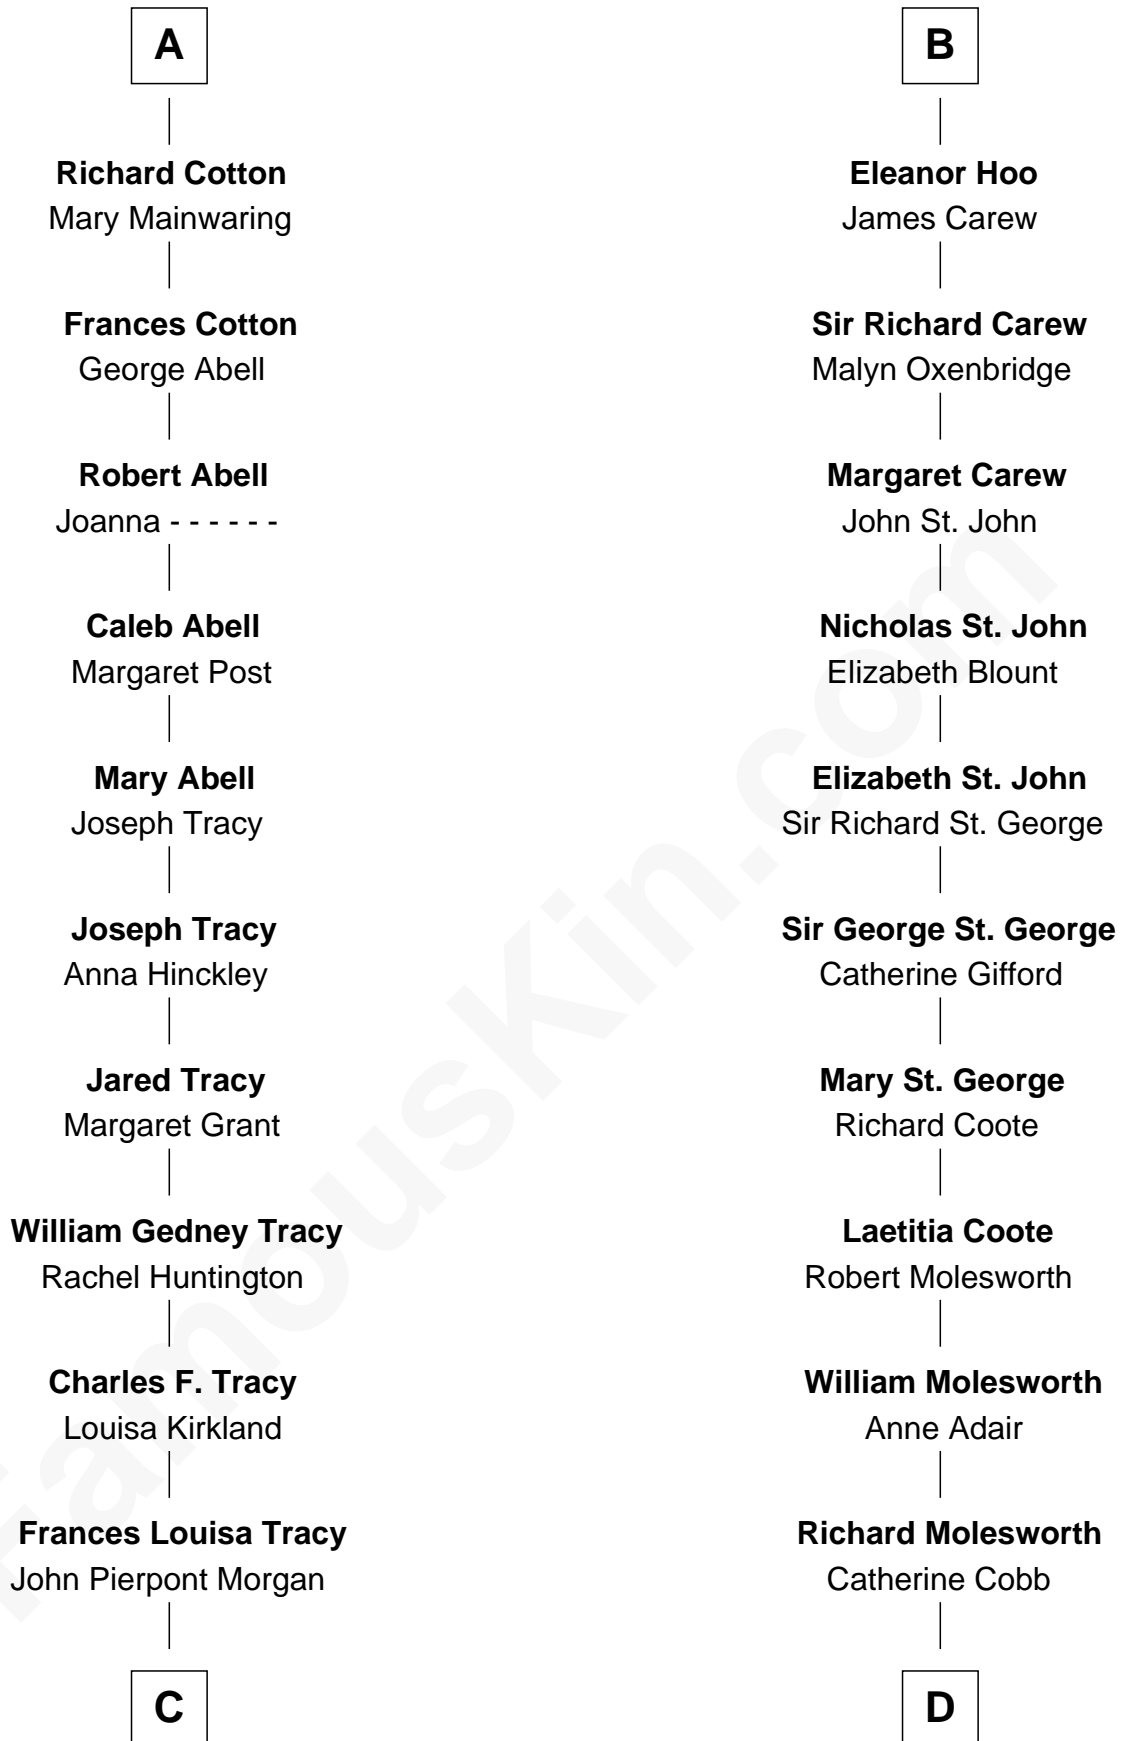 A
Richard Cotton
Mary Mainwaring
Frances Cotton
George Abell
Robert Abell
Joanna - - - - - -
Caleb Abell
Margaret Post
Mary Abell
Joseph Tracy
Joseph Tracy
Anna Hinckley
Jared Tracy
Margaret Grant
William Gedney Tracy
Rachel Huntington
Charles F. Tracy
Louisa Kirkland
Frances Louisa Tracy
John Pierpont Morgan
C
B
Eleanor Hoo
James Carew
Sir Richard Carew
Malyn Oxenbridge
Margaret Carew
John St. John
Nicholas St. John
Elizabeth Blount
Elizabeth St. John
Sir Richard St. George
Sir George St. George
Catherine Gifford
Mary St. George
Richard Coote
Laetitia Coote
Robert Molesworth
William Molesworth
Anne Adair
Richard Molesworth
Catherine Cobb
D
FamousKin.com